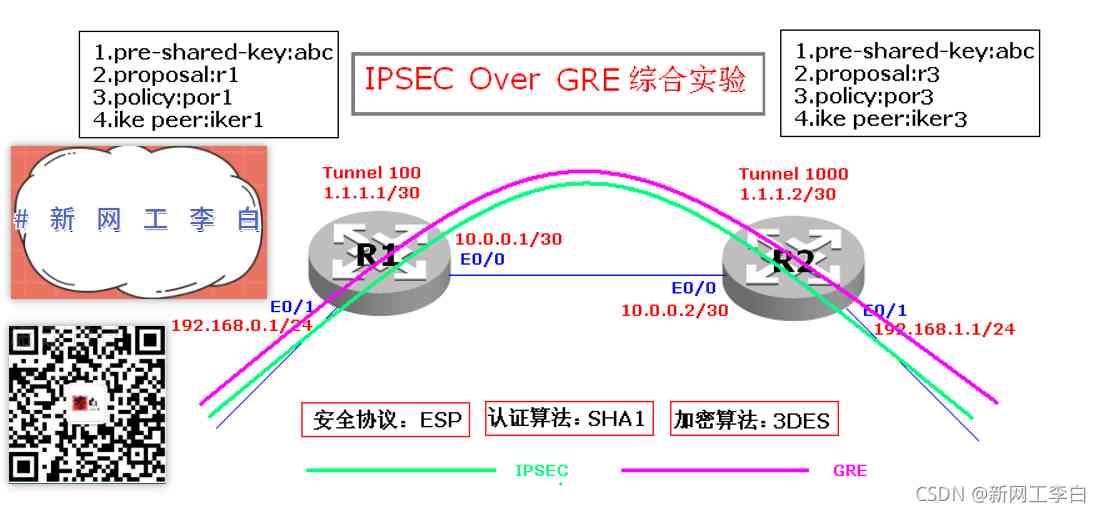 1.pre-shared-key:abc
2.proposal:r1
3.policy:por1
4.ike peer:iker1
IPSEC Over GRE 综合实验
1.pre-shared-key:abc
2.proposal:r3
3.policy:por3
4.ike peer:iker3
# 新网工李白
Tunnel 100
1.1.1.1/30
Tunnel 1000
1.1.1.2/30
R1
10.0.0.1/30
E0/0
R2
E0/0
10.0.0.2/30
E0/1
192.168.0.1/24
E0/1
192.168.1.1/24
安全协议：ESP
认证算法：SHA1
加密算法：3DES
IPSEC
GRE
CSDN @新网工李白